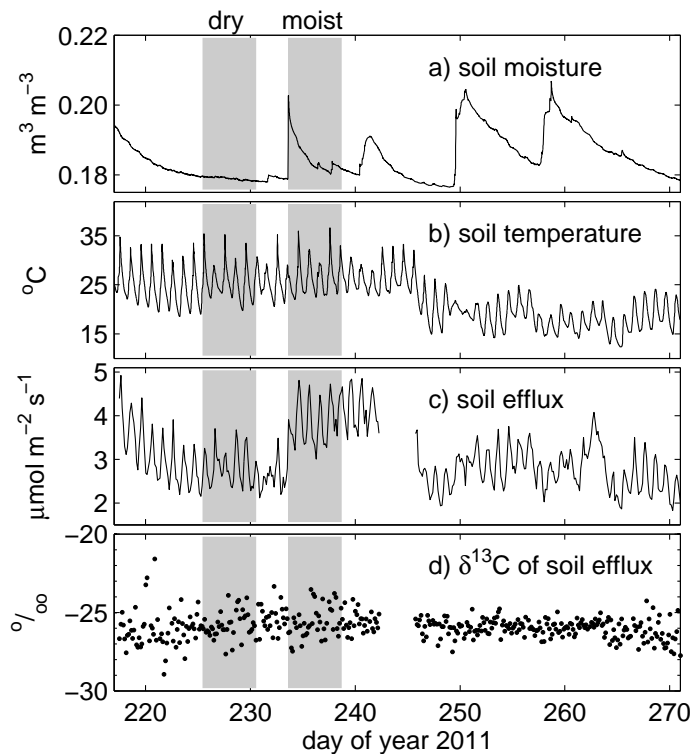 dry moist
0.22
0.20
0.18
m³ m⁻³
a) soil moisture
35
25
15
°C
b) soil temperature
5
4
3
2
µmol m⁻² s⁻¹
c) soil efflux
−20
−25
−30
o/oo
d) δ¹³C of soil efflux
220 230 240 250 260 270
day of year 2011